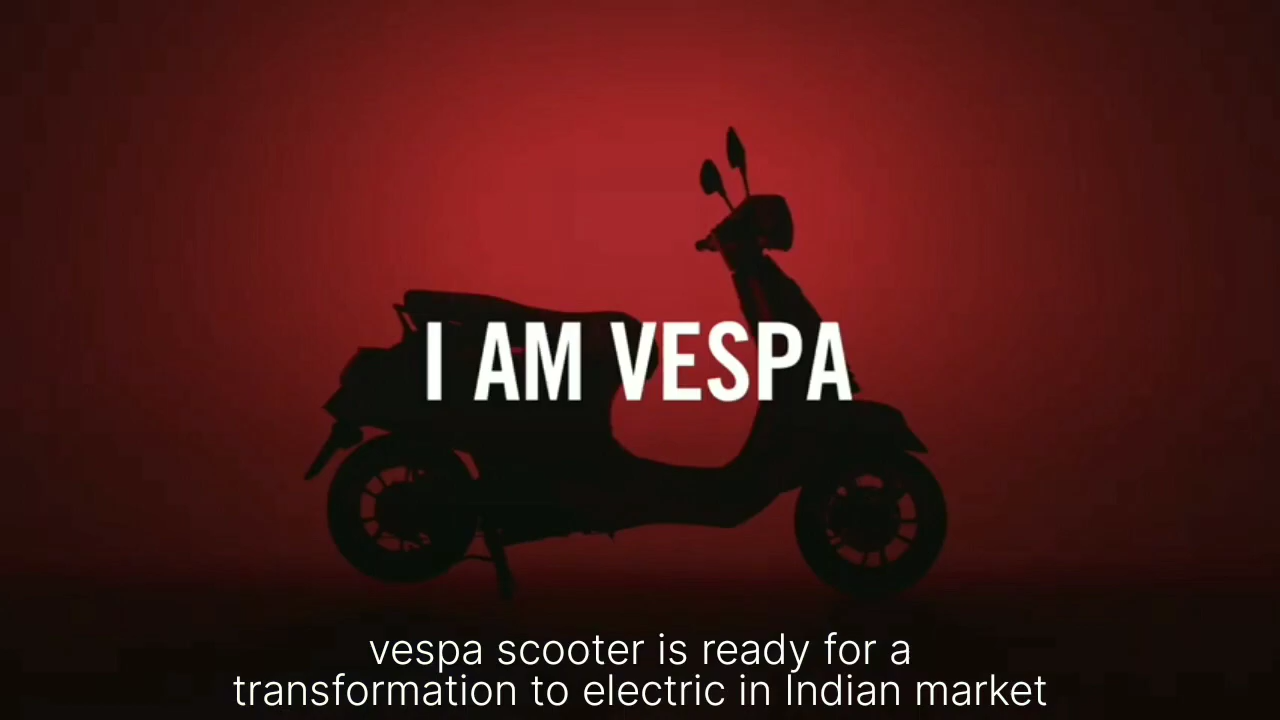 I AM VESPA
vespa scooter is ready for a
transformation to electric in Indian market